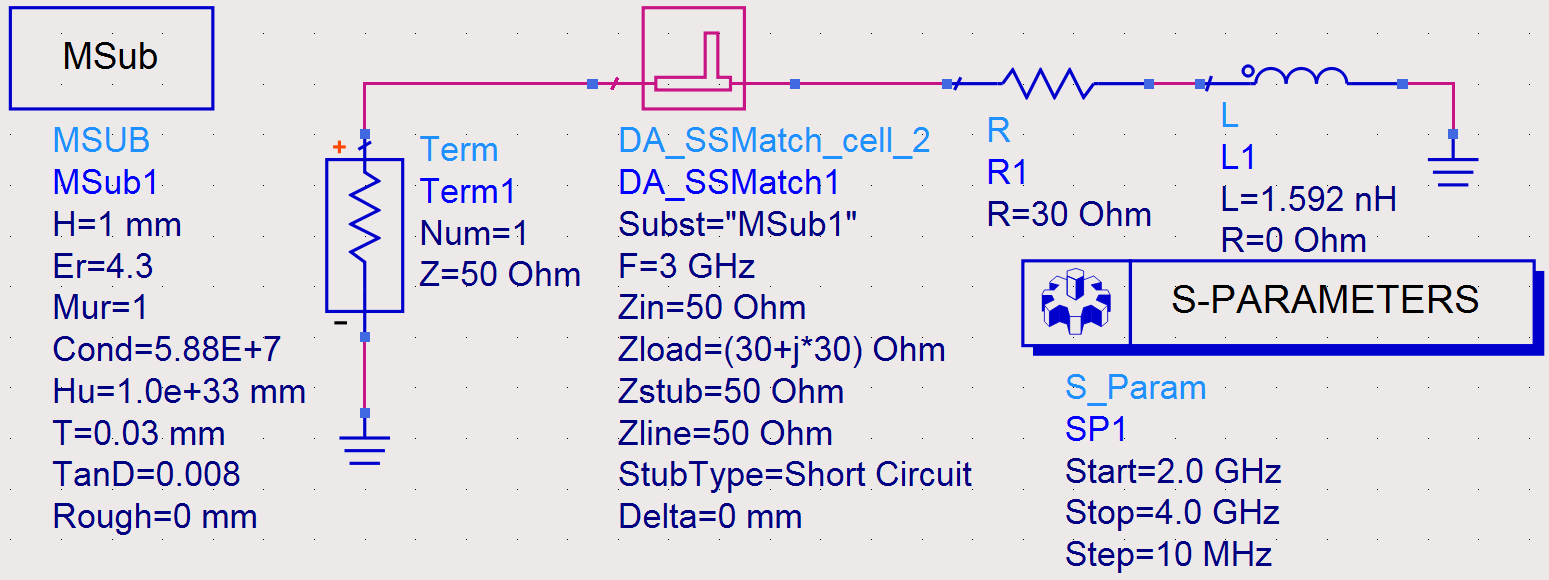 MSub
MSUB
MSub1
H=1 mm
Er=4.3
Mur=1
Cond=5.88E+7
Hu=1.0e+33 mm
T=0.03 mm
TanD=0.008
Rough=0 mm
+
-
Term
Term1
Num=1
Z=50 Ohm
DA_SSMatch_cell_2
DA_SSMatch1
Subst="MSub1"
F=3 GHz
Zin=50 Ohm
Zload=(30+j*30) Ohm
Zstub=50 Ohm
Zline=50 Ohm
StubType=Short Circuit
Delta=0 mm
R
R1
R=30 Ohm
L
L1
L=1.592 nH
R=0 Ohm
S-PARAMETERS
S_Param
SP1
Start=2.0 GHz
Stop=4.0 GHz
Step=10 MHz